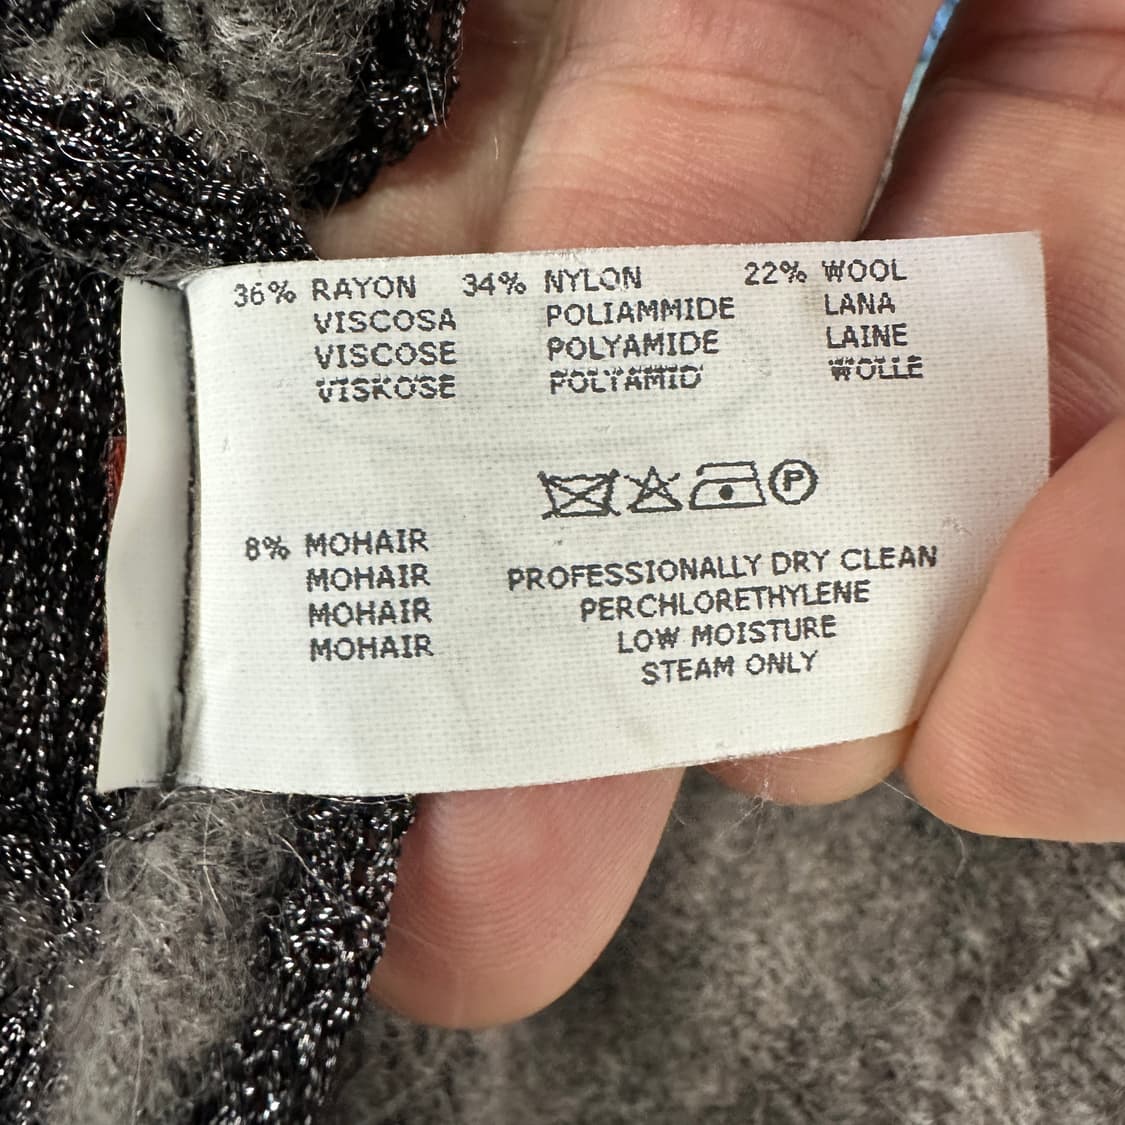 36% RAYON 34% NYLON 22% WOOL
VISCOSA POLIAMMIDE LANA
VISCOSE POLYAMIDE LAINE
VISKOSE POLYAMID WOLLE
P
8% MOHAIR
MOHAIR
MOHAIR
MOHAIR
PROFESSIONALLY DRY CLEAN
PERCHLORETHYLENE
LOW MOISTURE
STEAM ONLY